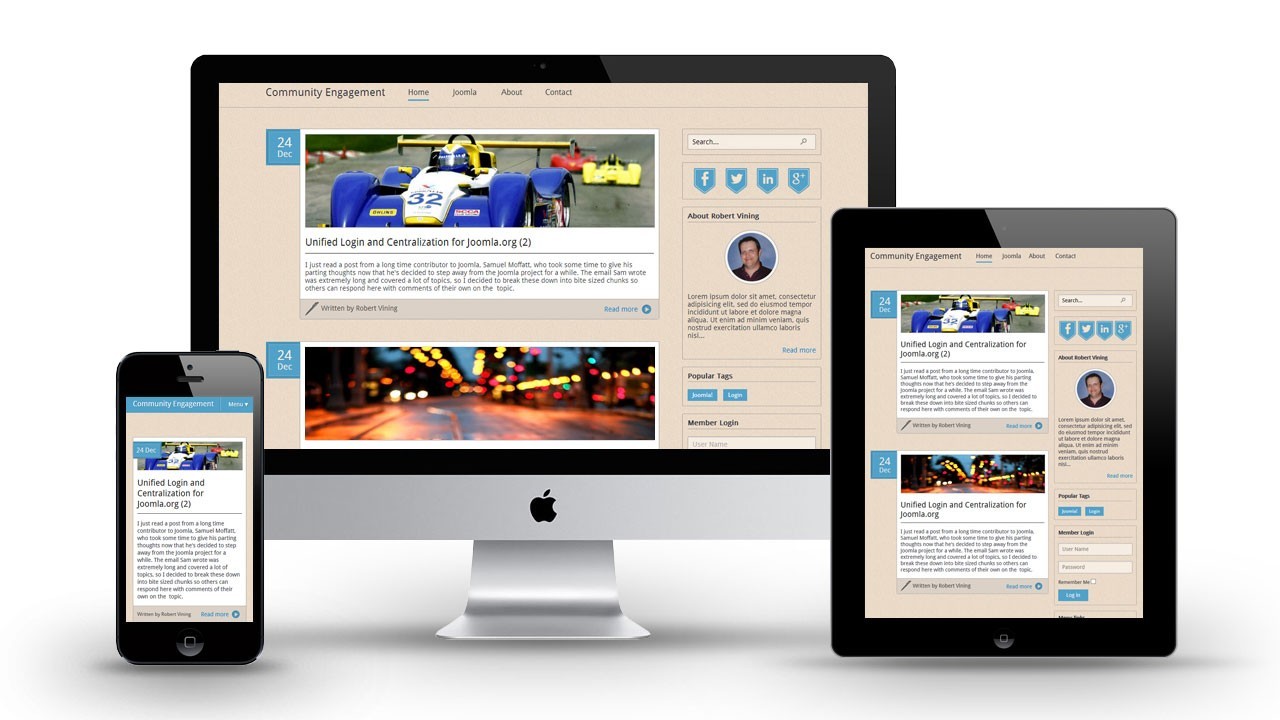 Community Engagement Home Joomla About Contact
24
Dec
32
Unified Login and Centralization for Joomla.org (2)
I just read a post from a long time contributor to Joomla, Samuel Moffatt, who took some time to give his
parting thoughts now that he's decided to step away from the Joomla project for a while. The email Sam wrote
was extremely long and covered a lot of topics, so I decided to break these down into bite sized chunks so
others can respond here with comments of their own on the topic.
Written by Robert Vining Read more
24
Dec
Search...
f in g+
About Robert Vining
Lorem ipsum dolor sit amet, consectetur
adipisicing elit, sed do eiusmod tempor
incididunt ut labore et dolore magna
aliqua. Ut enim ad minim veniam, quis
nostrud exercitation ullamco laboris
nisi...
Read more
Popular Tags
Joomla! Login
Member Login
User Name
Community Engagement Menu ▾
24 Dec
Unified Login and
Centralization for
Joomla.org (2)
I just read a post from a long time
contributor to Joomla, Samuel Moffatt,
who took some time to give his parting
thoughts now that he's decided to step
away from the Joomla project for a
while. The email Sam wrote was
extremely long and covered a lot of
topics, so I decided to break these down
into bite sized chunks so others can
respond here with comments of their
own on the topic.
Written by Robert Vining Read more
Community Engagement Home Joomla About Contact
24
Dec
32
Unified Login and Centralization for
Joomla.org (2)
I just read a post from a long time contributor to Joomla,
Samuel Moffatt, who took some time to give his parting
thoughts now that he's decided to step away from the
Joomla project for a while. The email Sam wrote was
extremely long and covered a lot of topics, so I decided to
break these down into bite sized chunks so others can
respond here with comments of their own on the topic.
Written by Robert Vining Read more
24
Dec
Unified Login and Centralization for
Joomla.org
I just read a post from a long time contributor to Joomla,
Samuel Moffatt, who took some time to give his parting
thoughts now that he's decided to step away from the
Joomla project for a while. The email Sam wrote was
extremely long and covered a lot of topics, so I decided to
break these down into bite sized chunks so others can
respond here with comments of their own on the topic.
Written by Robert Vining Read more
Search...
f in g+
About Robert Vining
Lorem ipsum dolor sit amet,
consectetur adipisicing elit, sed
do eiusmod tempor incididunt
ut labore et dolore magna
aliqua. Ut enim ad minim
veniam, quis nostrud
exercitation ullamco laboris
nisi...
Read more
Popular Tags
Joomla! Login
Member Login
User Name
Password
Remember Me
Log in